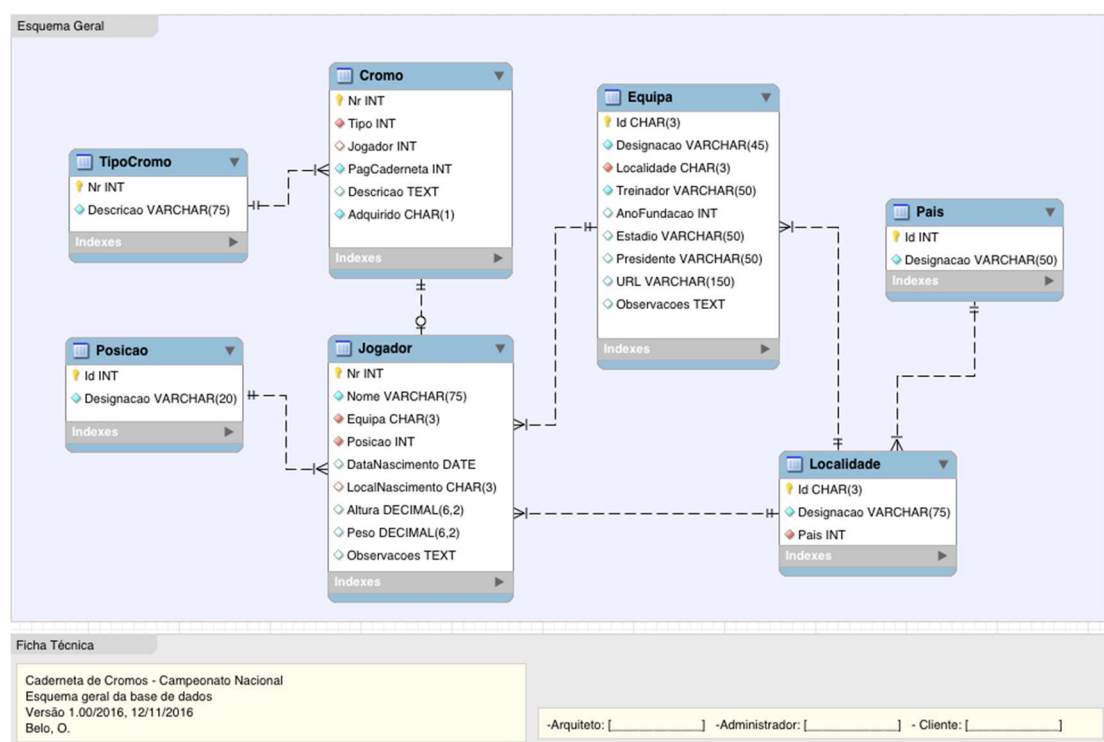 Esquema Geral
TipoCromo
Nr INT
Descricao VARCHAR(75)
Indexes
Cromo
Nr INT
Tipo INT
Jogador INT
PagCaderneta INT
Descricao TEXT
Adquirido CHAR(1)
Indexes
Equipa
Id CHAR(3)
Designacao VARCHAR(45)
Localidade CHAR(3)
Treinador VARCHAR(50)
AnoFundacao INT
Estadio VARCHAR(50)
Presidente VARCHAR(50)
URL VARCHAR(150)
Observacoes TEXT
Indexes
Pais
Id INT
Designacao VARCHAR(50)
Indexes
Posicao
Id INT
Designacao VARCHAR(20)
Indexes
Jogador
Nr INT
Nome VARCHAR(75)
Equipa CHAR(3)
Posicao INT
DataNascimento DATE
LocalNascimento CHAR(3)
Altura DECIMAL(6,2)
Peso DECIMAL(6,2)
Observacoes TEXT
Indexes
Localidade
Id CHAR(3)
Designacao VARCHAR(75)
Pais INT
Indexes
Ficha Técnica
Caderneta de Cromos - Campeonato Nacional
Esquema geral da base de dados
Versão 1.00/2016, 12/11/2016
Belo, O.
-Arquiteto: [______________] -Administrador: [______________] - Cliente: [______________]